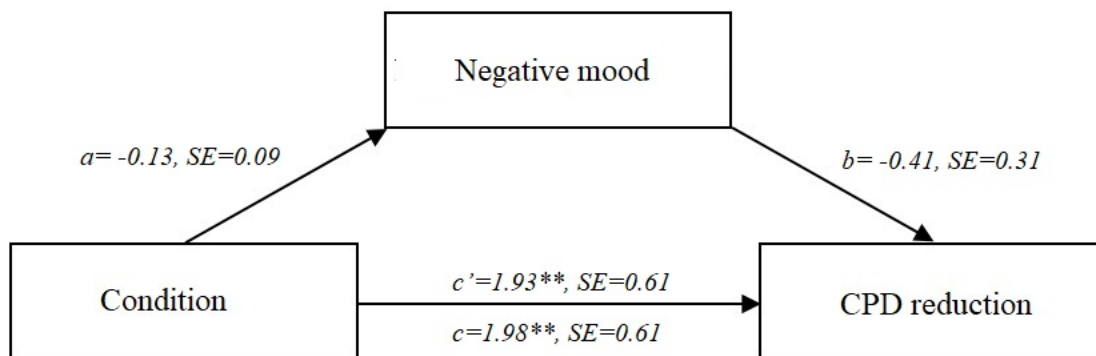 Negative mood
a= -0.13, SE=0.09
b= -0.41, SE=0.31
Condition
c’=1.93**, SE=0.61
c=1.98**, SE=0.61
CPD reduction